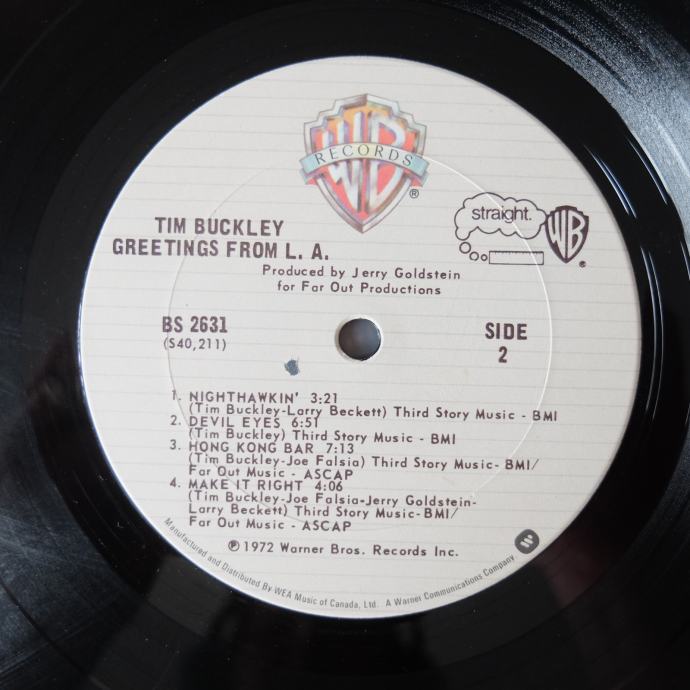 WB
RECORDS
®
straight.
WB
®
TIM BUCKLEY
GREETINGS FROM L. A.
Produced by Jerry Goldstein
for Far Out Productions
BS 2631
(S40,211)
SIDE
2
1. NIGHTHAWKIN' 3:21
(Tim Buckley-Larry Beckett) Third Story Music - BMI
2. DEVIL EYES 6:51
(Tim Buckley) Third Story Music - BMI
3. HONG KONG BAR 7:13
(Tim Buckley-Joe Falsia) Third Story Music- BMI/
Far Out Music - ASCAP
4. MAKE IT RIGHT 4:06
(Tim Buckley-Joe Falsia-Jerry Goldstein-
Larry Beckett) Third Story Music-BMI/
Far Out Music - ASCAP
℗ 1972 Warner Bros. Records Inc.
Manufactured and Distributed By WEA Music of Canada, Ltd. A Warner Communications Company